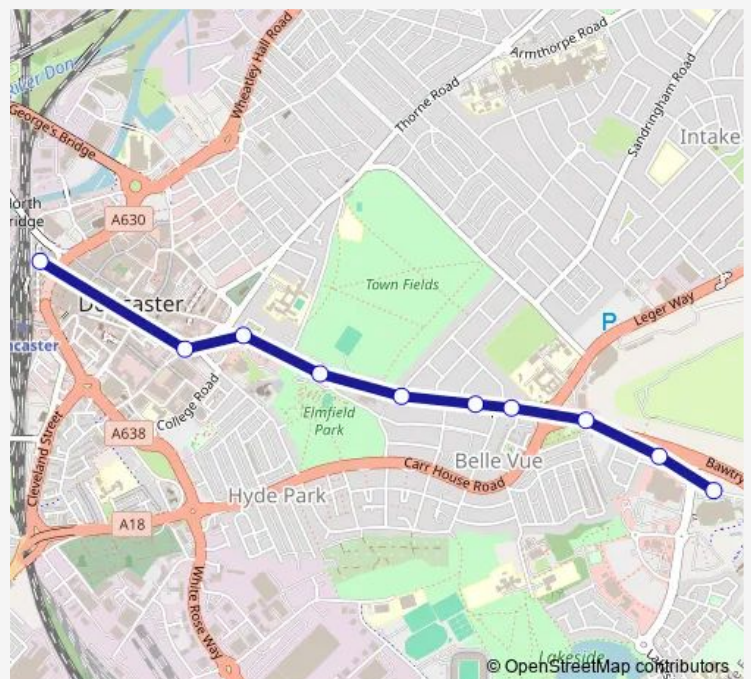 Wheatley Hall Road
Armthorpe Road
River Don
Thorne Road
Sandringham Road
George's Bridge
Intake
North
Bridge
A630
Town Fields
Leger Way
P
Doncaster
ncaster
College Road
Elmfield
Park
Cleveland Street
A638
Belle Vue
Bawtry
Carr House Road
Hyde Park
A18
White Rose Way
Lakeside
© OpenStreetMap contributors